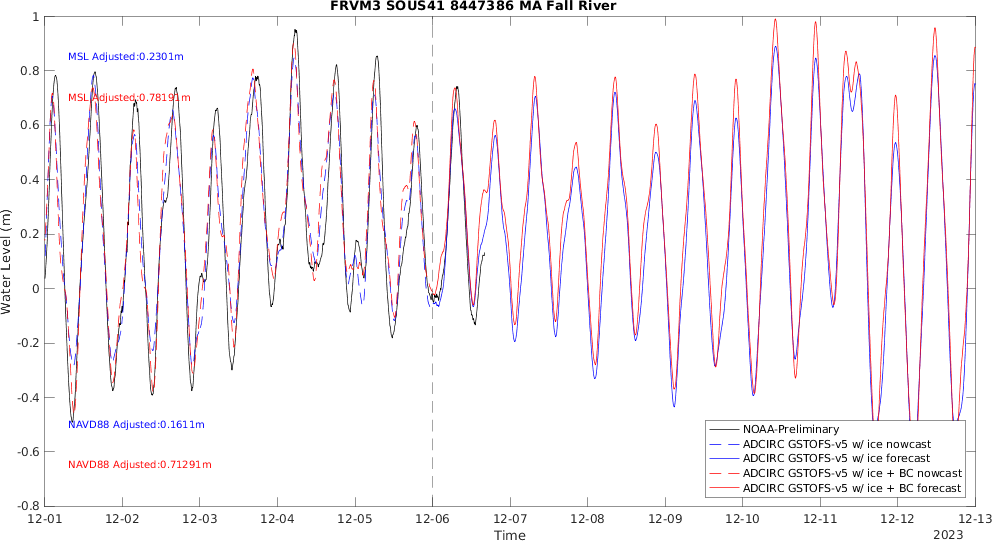 FRVM3 SOUS41 8447386 MA Fall River
MSL Adjusted:0.2301m
MSL Adjusted:0.78191m
NAVD88 Adjusted:0.1611m
NAVD88 Adjusted:0.71291m
Water Level (m)
1
0.8
0.6
0.4
0.2
0
-0.2
-0.4
-0.6
-0.8
NOAA-Preliminary
ADCIRC GSTOFS-v5 w/ ice nowcast
ADCIRC GSTOFS-v5 w/ ice forecast
ADCIRC GSTOFS-v5 w/ ice + BC nowcast
ADCIRC GSTOFS-v5 w/ ice + BC forecast
12-01 12-02 12-03 12-04 12-05 12-06 12-07 12-08 12-09 12-10 12-11 12-12 12-13
Time
2023